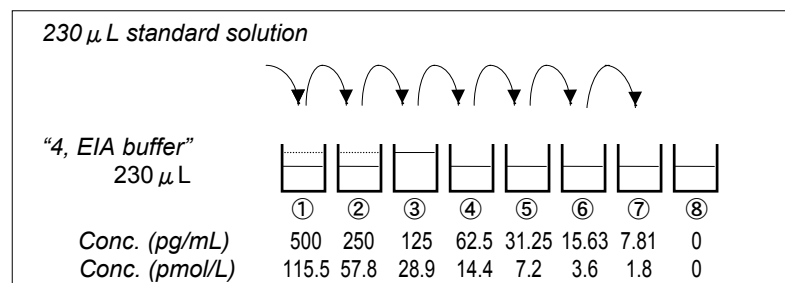 230 μL standard solution
“4, EIA buffer”
230 μL
① ② ③ ④ ⑤ ⑥ ⑦ ⑧
Conc. (pg/mL) 500 250 125 62.5 31.25 15.63 7.81 0
Conc. (pmol/L) 115.5 57.8 28.9 14.4 7.2 3.6 1.8 0